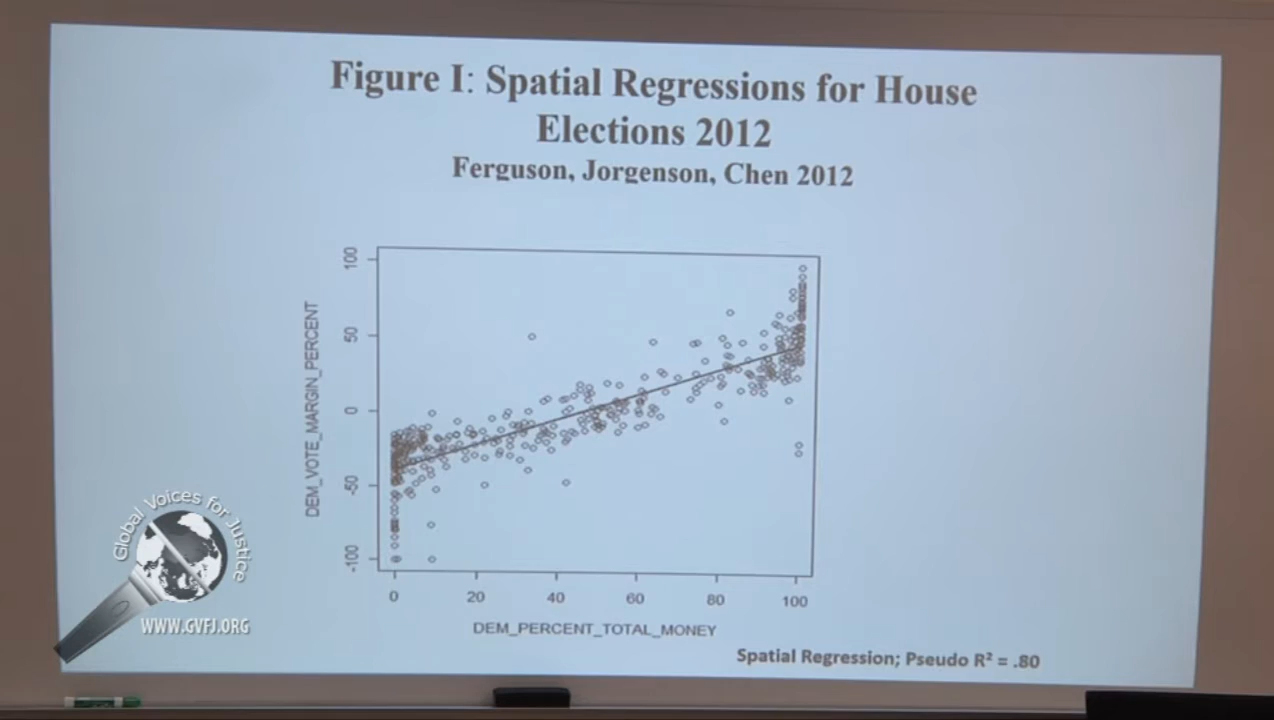 Figure I: Spatial Regressions for House
Elections 2012
Ferguson, Jorgenson, Chen 2012
100
50
0
-50
-100
DEM_VOTE_MARGIN_PERCENT
0 20 40 60 80 100
DEM_PERCENT_TOTAL_MONEY
Spatial Regression; Pseudo R² = .80
Global Voices for Justice
WWW.GVFJ.ORG